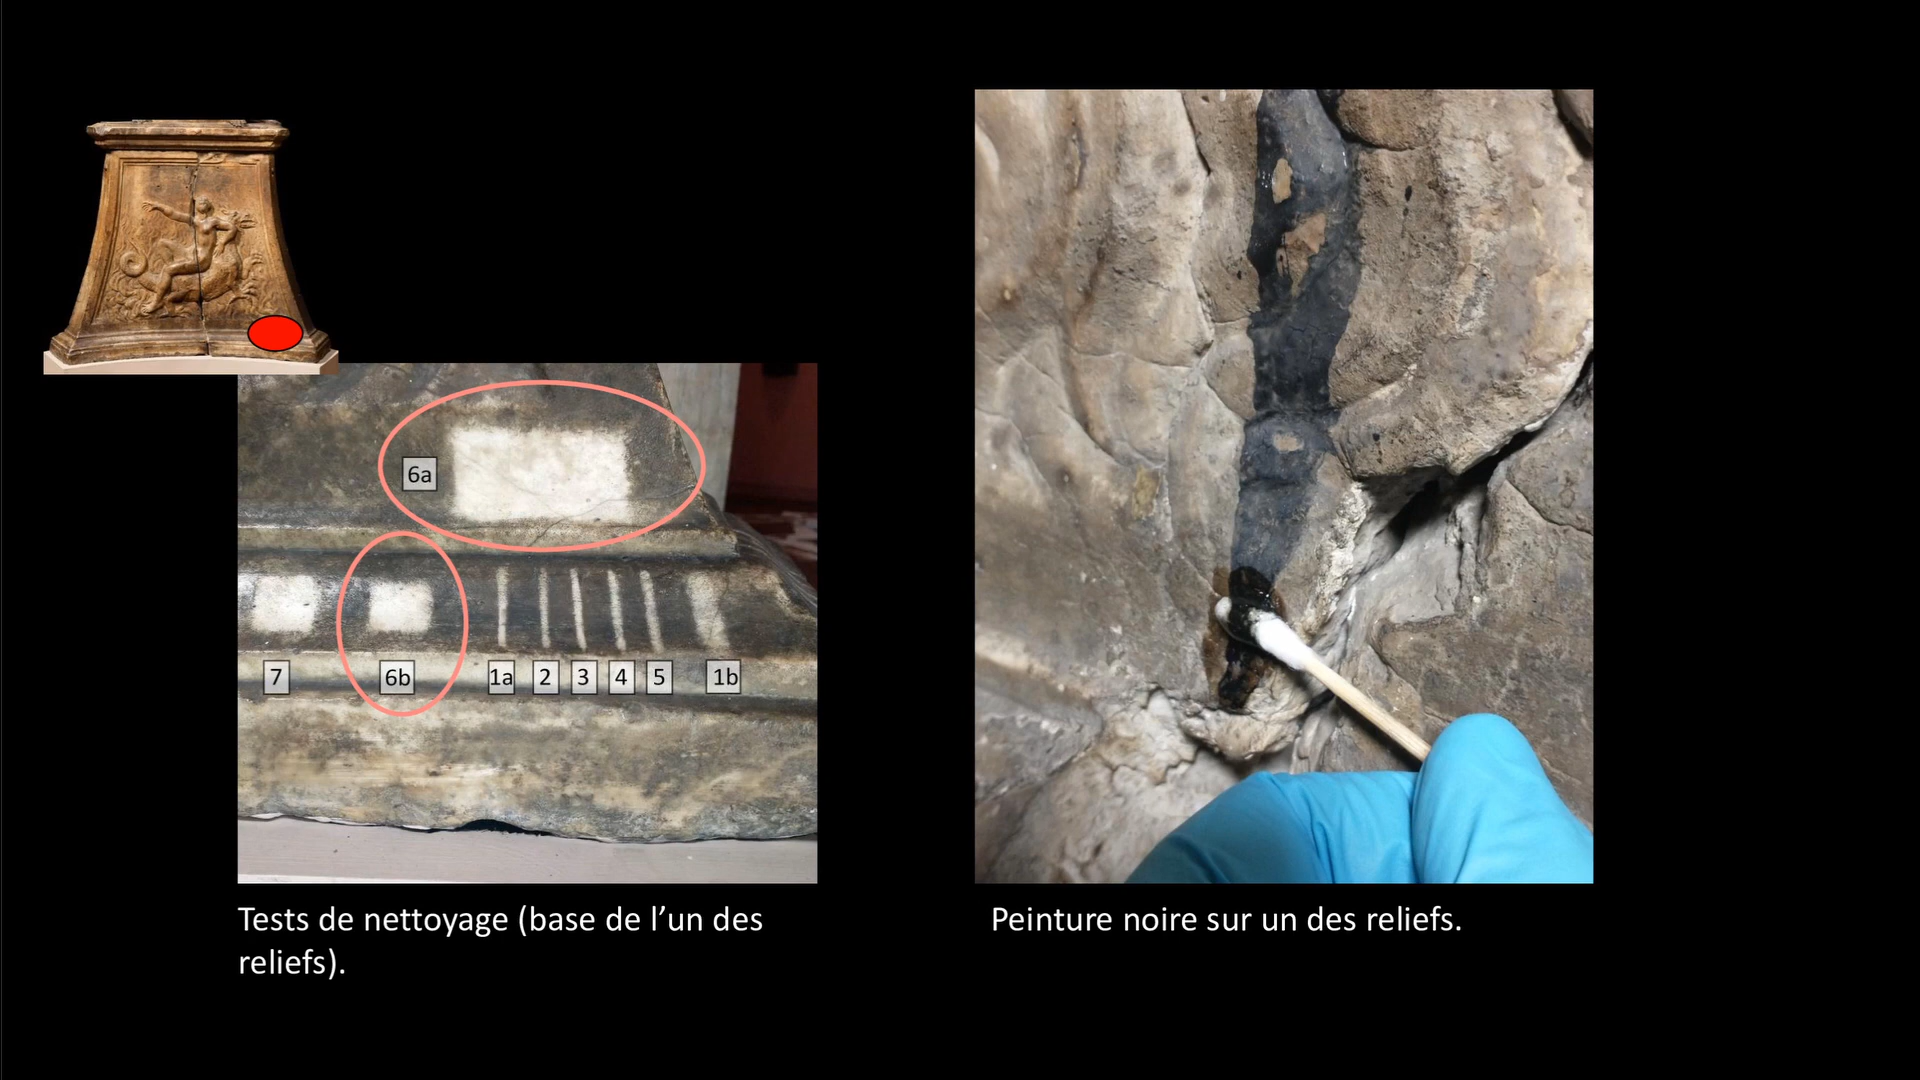 6a
7
6b
1a
2
3
4
5
1b
Tests de nettoyage (base de l’un des
reliefs).
Peinture noire sur un des reliefs.